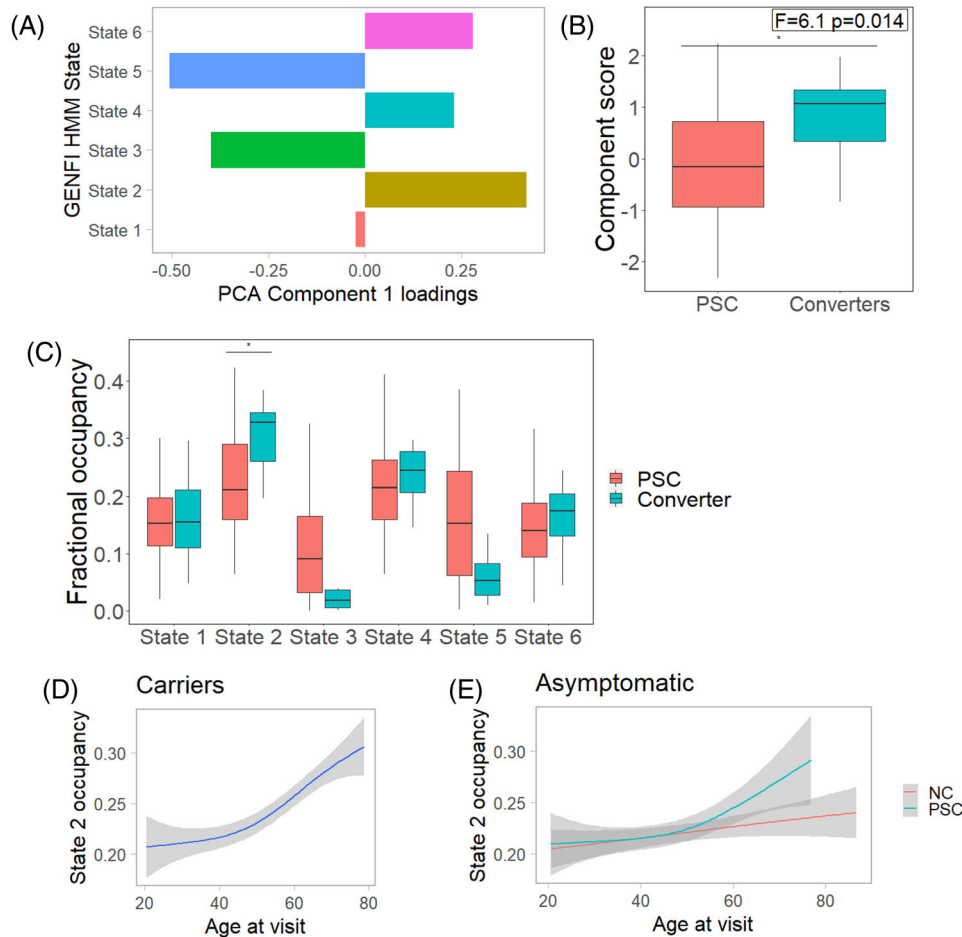 (A)
GENFI HMM State
State 6
State 5
State 4
State 3
State 2
State 1
-0.50
-0.25
0.00
0.25
PCA Component 1 loadings
(B)
F=6.1 p=0.014
*
Component score
2
1
0
-1
-2
PSC
Converters
(C)
*
Fractional occupancy
0.4
0.3
0.2
0.1
0.0
State 1
State 2
State 3
State 4
State 5
State 6
PSC
Converter
(D)
Carriers
State 2 occupancy
0.30
0.25
0.20
20
40
60
80
Age at visit
(E)
Asymptomatic
State 2 occupancy
0.30
0.25
0.20
20
40
60
80
Age at visit
NC
PSC